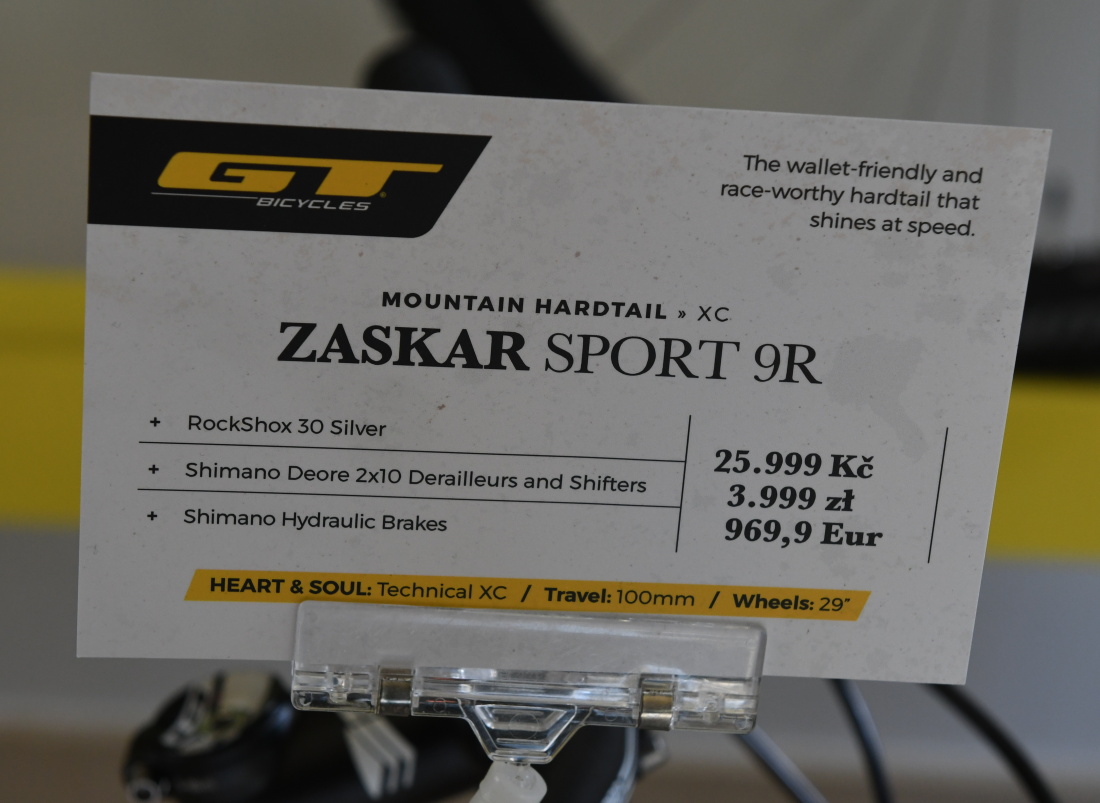 GT
BICYCLES
The wallet-friendly and
race-worthy hardtail that
shines at speed.
MOUNTAIN HARDTAIL » XC
ZASKAR SPORT 9R
+ RockShox 30 Silver
+ Shimano Deore 2x10 Derailleurs and Shifters
+ Shimano Hydraulic Brakes
25.999 Kč
3.999 zł
969,9 Eur
HEART & SOUL: Technical XC / Travel: 100mm / Wheels: 29"